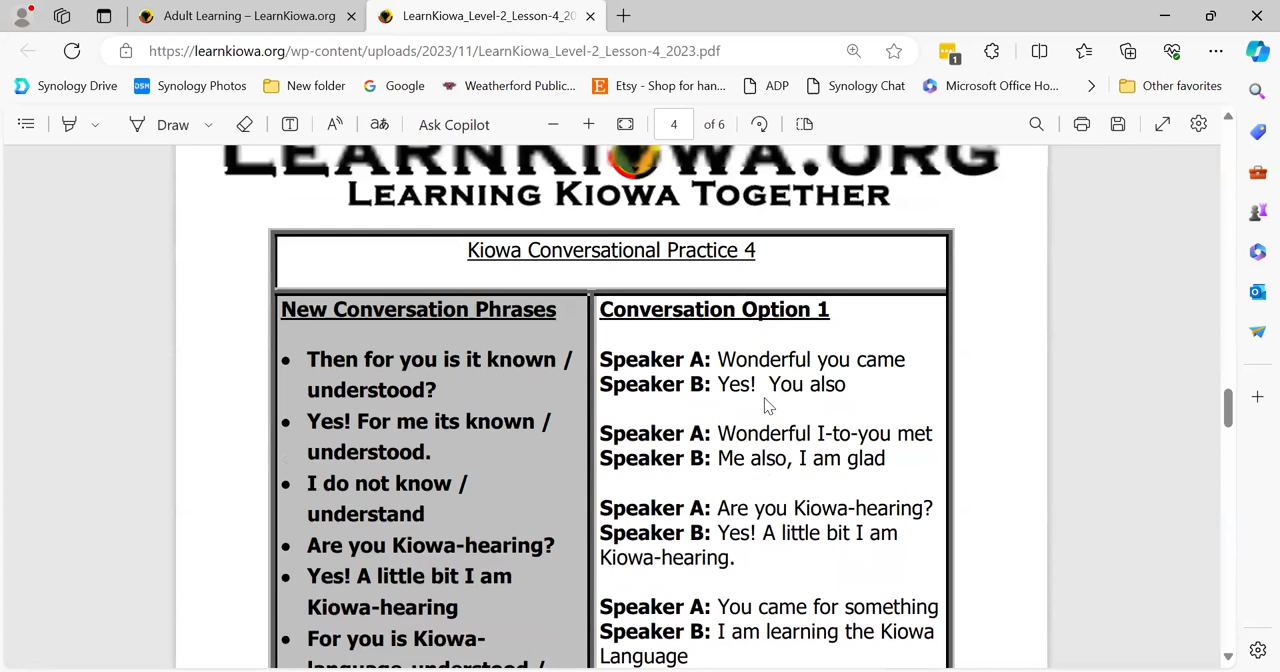 Adult Learning – LearnKiowa.org
LearnKiowa_Level-2_Lesson-4_20
https://learnkiowa.org/wp-content/uploads/2023/11/LearnKiowa_Level-2_Lesson-4_2023.pdf
1
Synology Drive
DSM Synology Photos
New folder
Google
Weatherford Public...
Etsy - Shop for han...
ADP
Synology Chat
Microsoft Office Ho...
Other favorites
Draw
Ask Copilot
4 of 6
LEARNKIOWA.ORG
LEARNING KIOWA TOGETHER
Kiowa Conversational Practice 4
New Conversation Phrases
• Then for you is it known /
understood?
• Yes! For me its known /
understood.
• I do not know /
understand
• Are you Kiowa-hearing?
• Yes! A little bit I am
Kiowa-hearing
• For you is Kiowa-
language-understood /
Conversation Option 1
Speaker A: Wonderful you came
Speaker B: Yes! You also
Speaker A: Wonderful I-to-you met
Speaker B: Me also, I am glad
Speaker A: Are you Kiowa-hearing?
Speaker B: Yes! A little bit I am
Kiowa-hearing.
Speaker A: You came for something
Speaker B: I am learning the Kiowa
Language